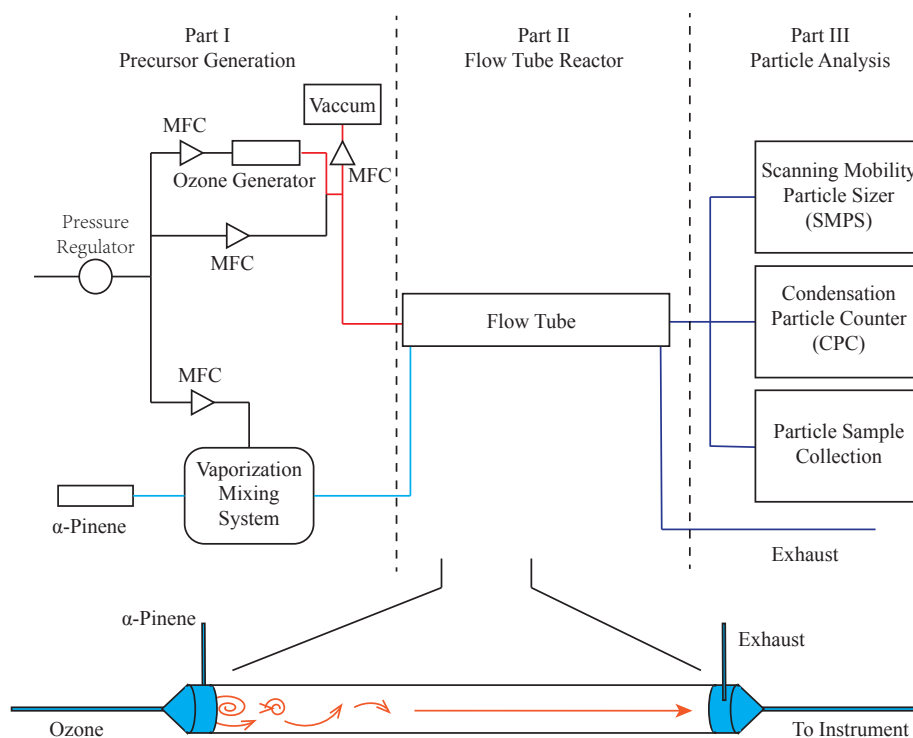 Part I
Precursor Generation
Part II
Flow Tube Reactor
Part III
Particle Analysis
Vaccum
MFC
Ozone Generator
MFC
Pressure
Regulator
MFC
MFC
Vaporization
Mixing
System
α-Pinene
Flow Tube
Scanning Mobility
Particle Sizer
(SMPS)
Condensation
Particle Counter
(CPC)
Particle Sample
Collection
Exhaust
α-Pinene
Exhaust
Ozone
To Instrument